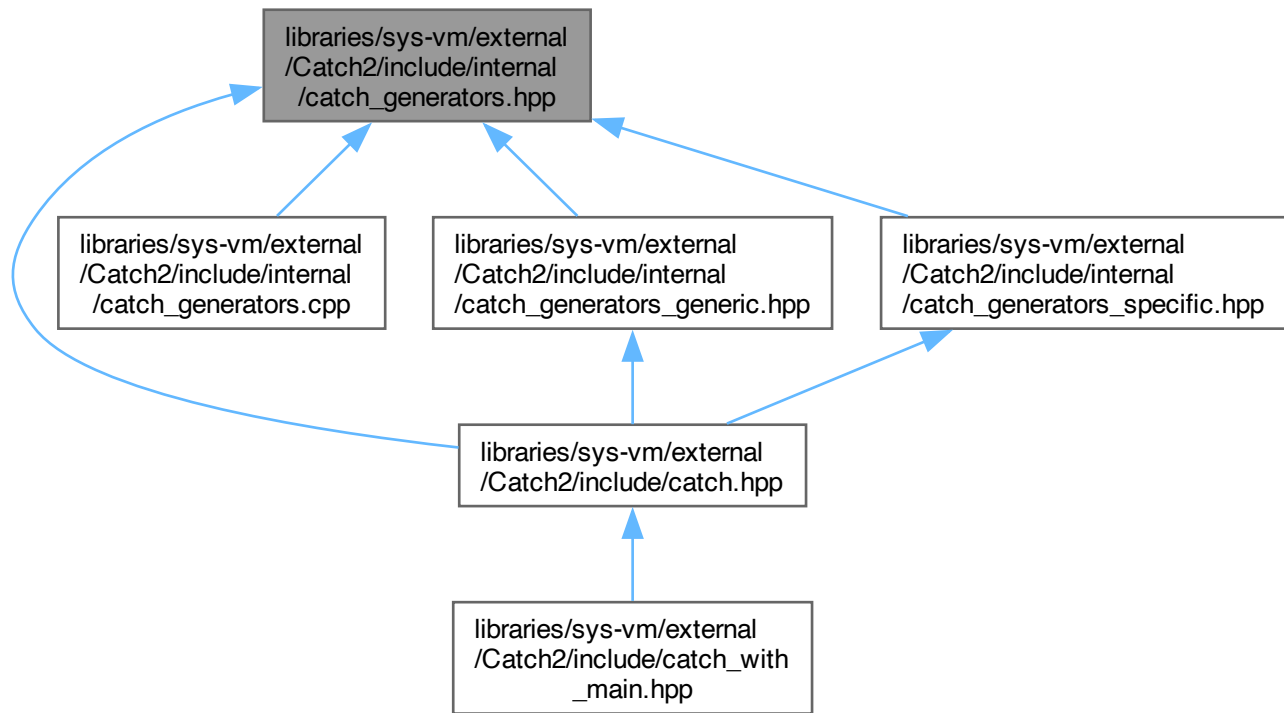 libraries/sys-vm/external
/Catch2/include/internal
/catch_generators.hpp
libraries/sys-vm/external
/Catch2/include/internal
/catch_generators.cpp
libraries/sys-vm/external
/Catch2/include/internal
/catch_generators_generic.hpp
libraries/sys-vm/external
/Catch2/include/internal
/catch_generators_specific.hpp
libraries/sys-vm/external
/Catch2/include/catch.hpp
libraries/sys-vm/external
/Catch2/include/catch_with
_main.hpp